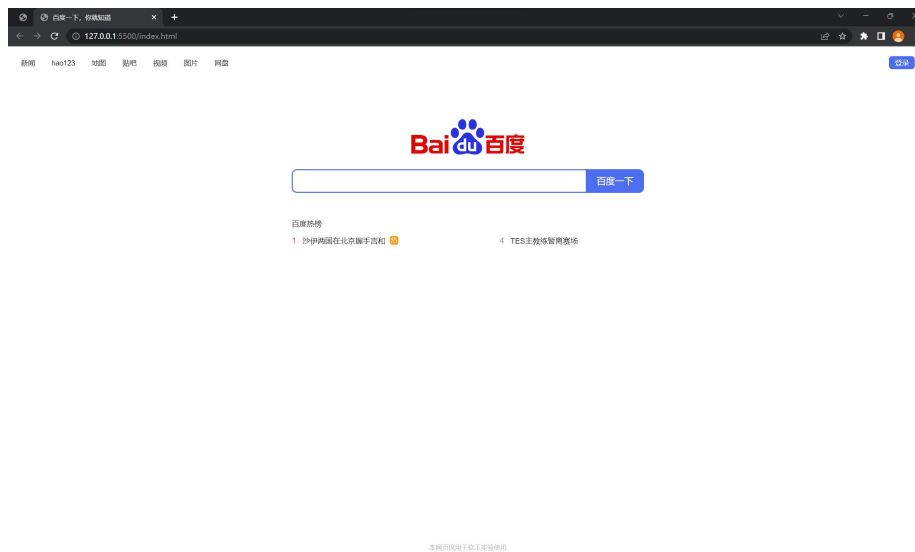 百度一下，你就知道
127.0.0.1:5500/index.html
新闻 hao123 地图 贴吧 视频 图片 网盘 登录
Bai du 百度
百度一下
百度热榜
1 沙伊两国在北京握手言和 热 4 TES主教练暂离赛场
本网页仅用于软工实验使用